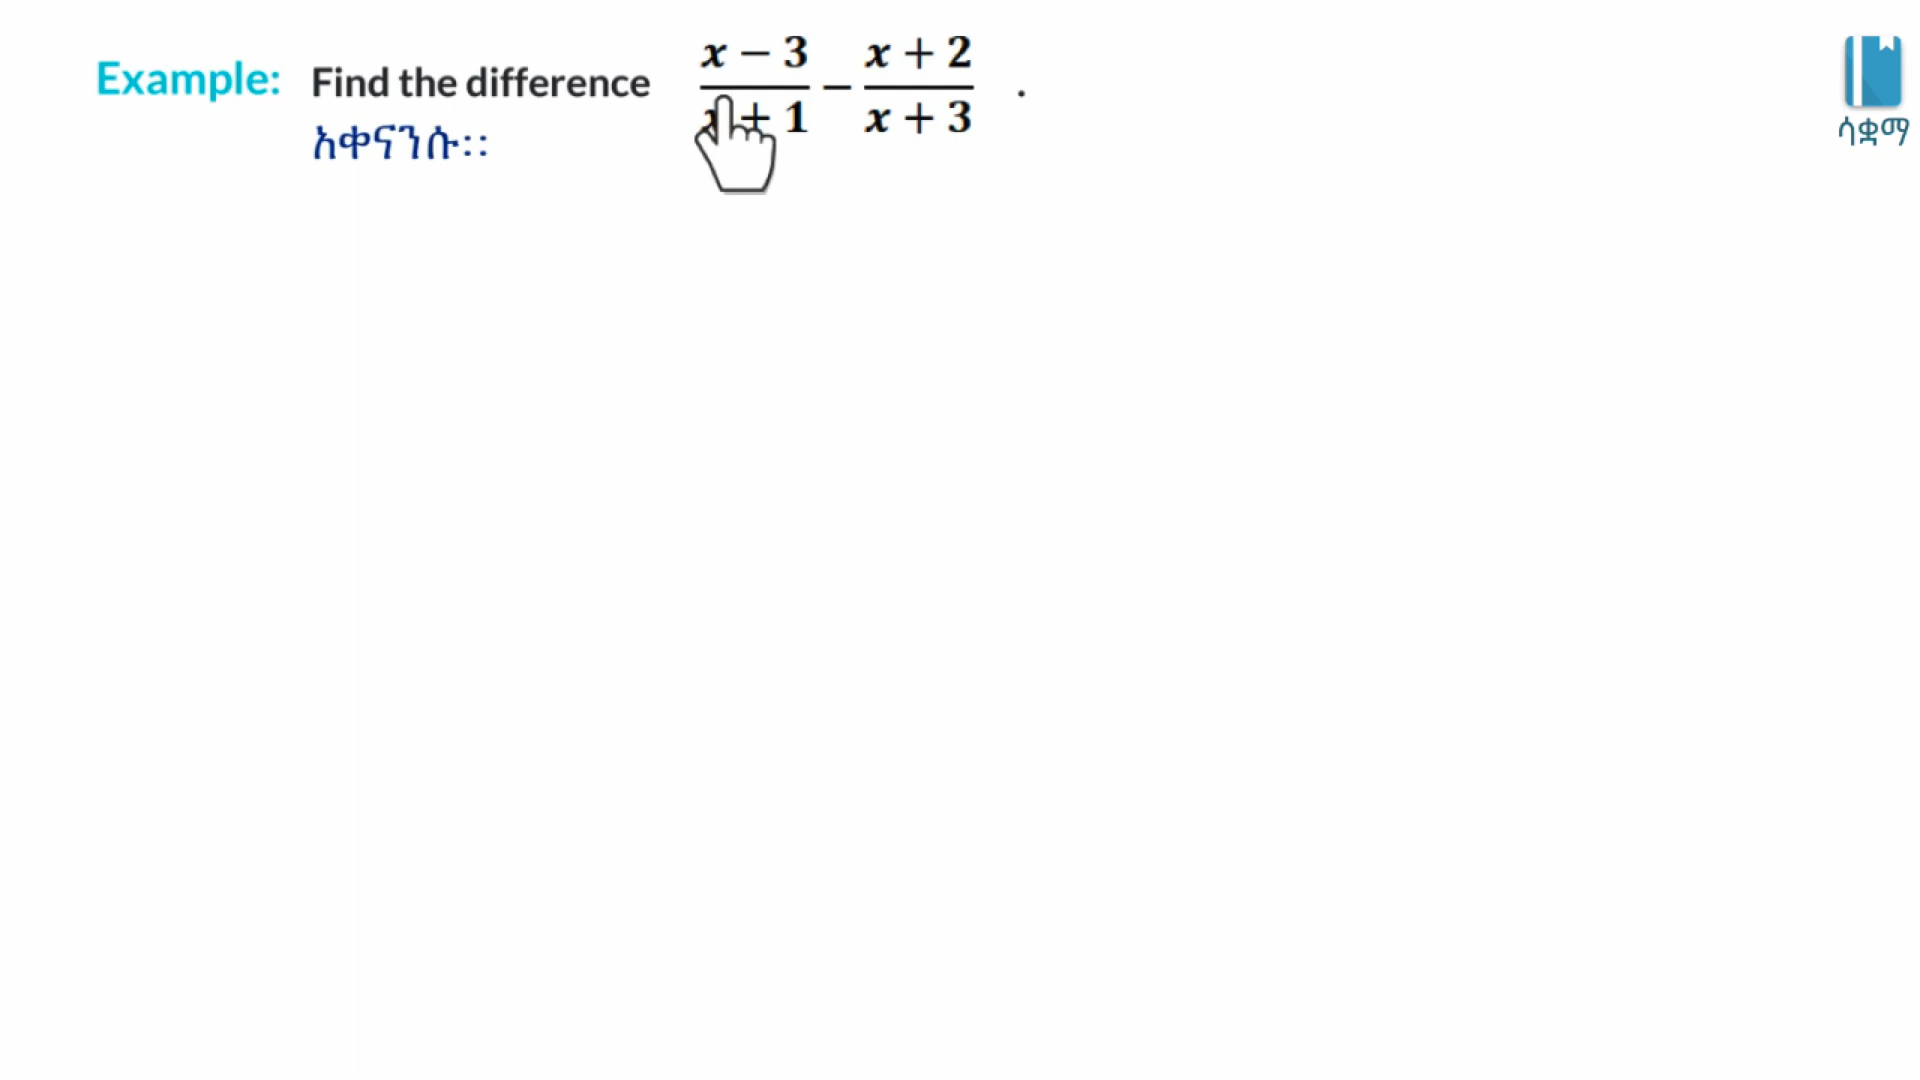 Example: Find the difference x − 3 / x + 1 − x + 2 / x + 3 .
አቀናንሱ፡፡
ሳቋማ